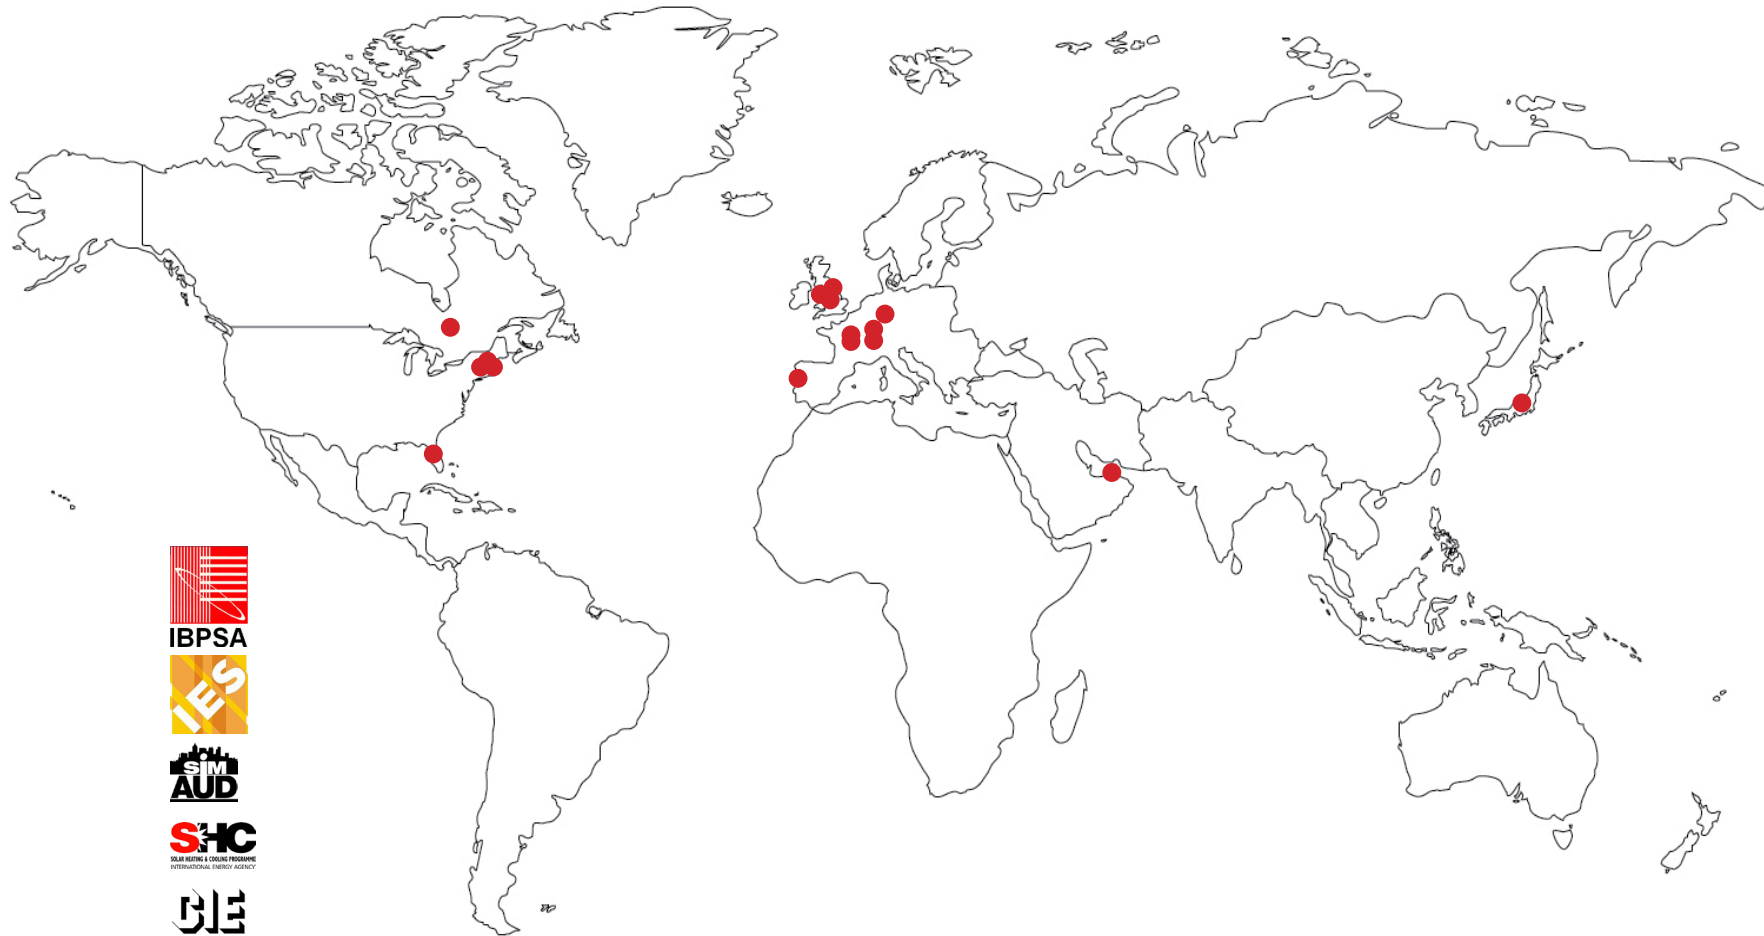 IBPSA
IES
SiM
AUD
SHC
SOLAR HEATING & COOLING PROGRAMME
INTERNATIONAL ENERGY AGENCY
CIE